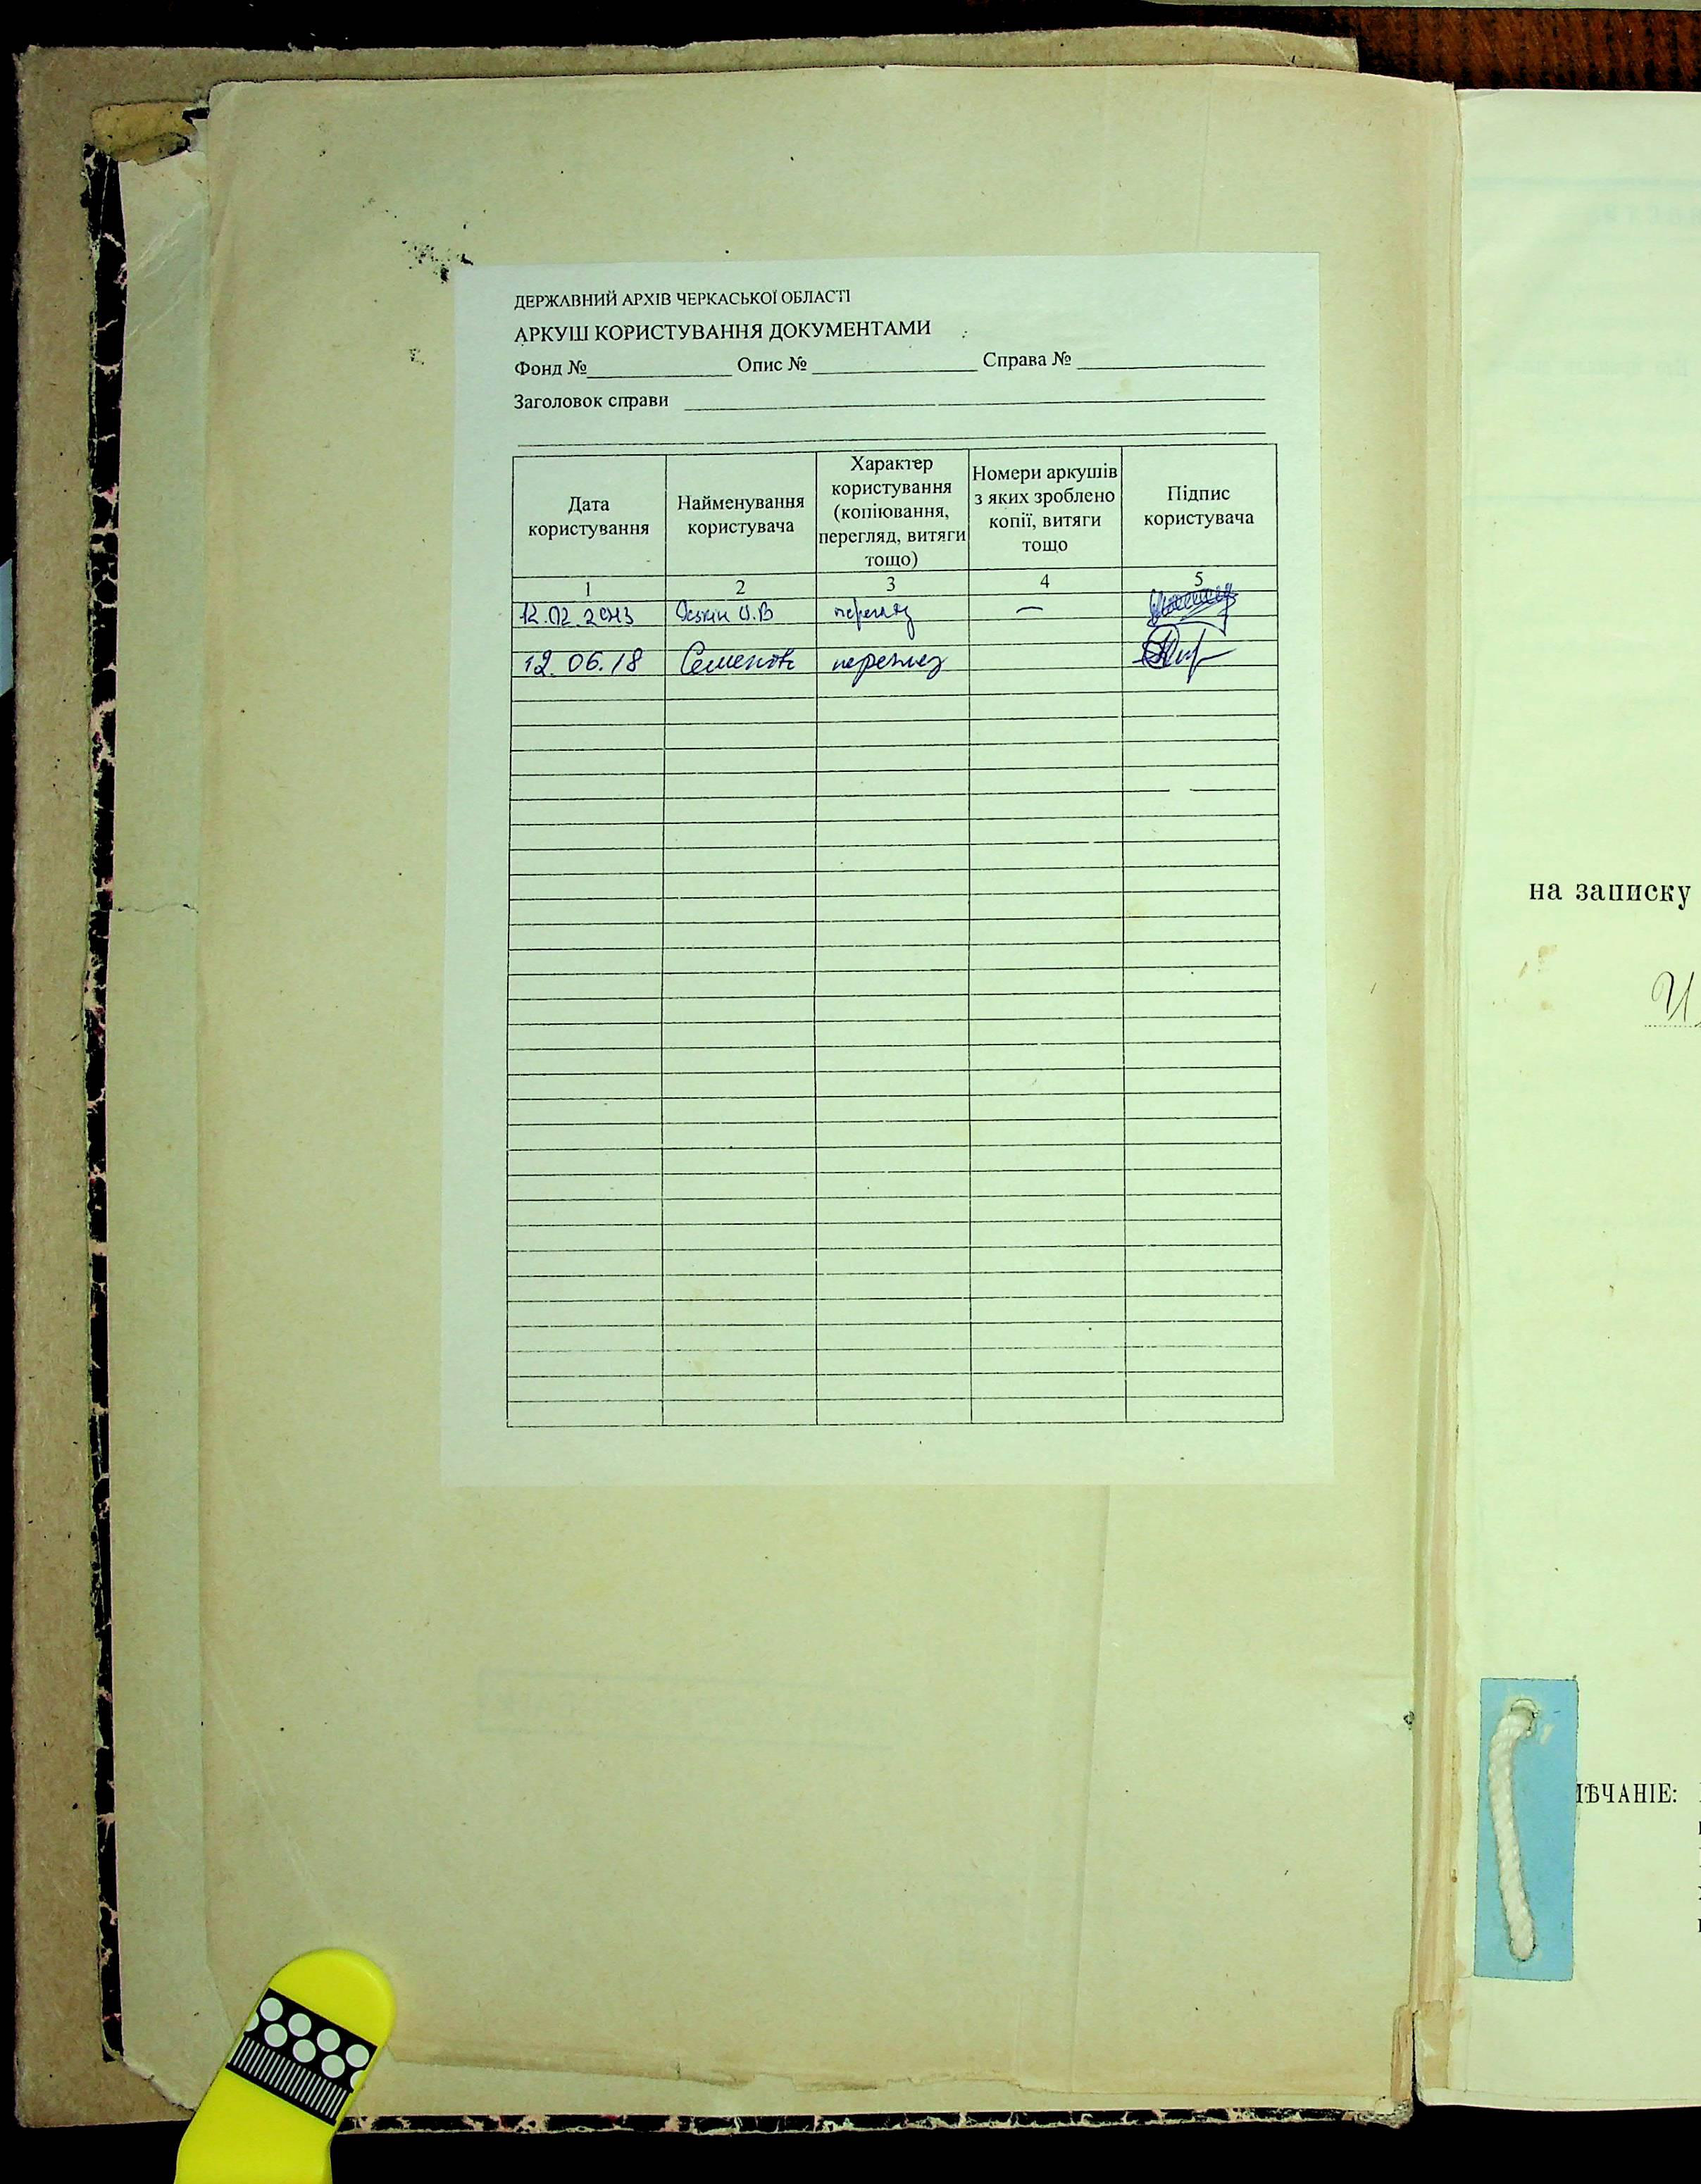 ДЕРЖАВНИЙ АРХІВ ЧЕРКАСЬКОЇ ОБЛАСТІ
АРКУШ КОРИСТУВАННЯ ДОКУМЕНТАМИ
Фонд № Опис № Справа №
Заголовок справи
Дата користування
Найменування користувача
Характер користування (копіювання, перегляд, витяги тощо)
Номери аркушів з яких зроблено копії, витяги тощо
Підпис користувача
1 2 3 4 5
12.02.2013 О.В перегляд —
12.06.18 перегляд
на записку
МѢЧАНІЕ: